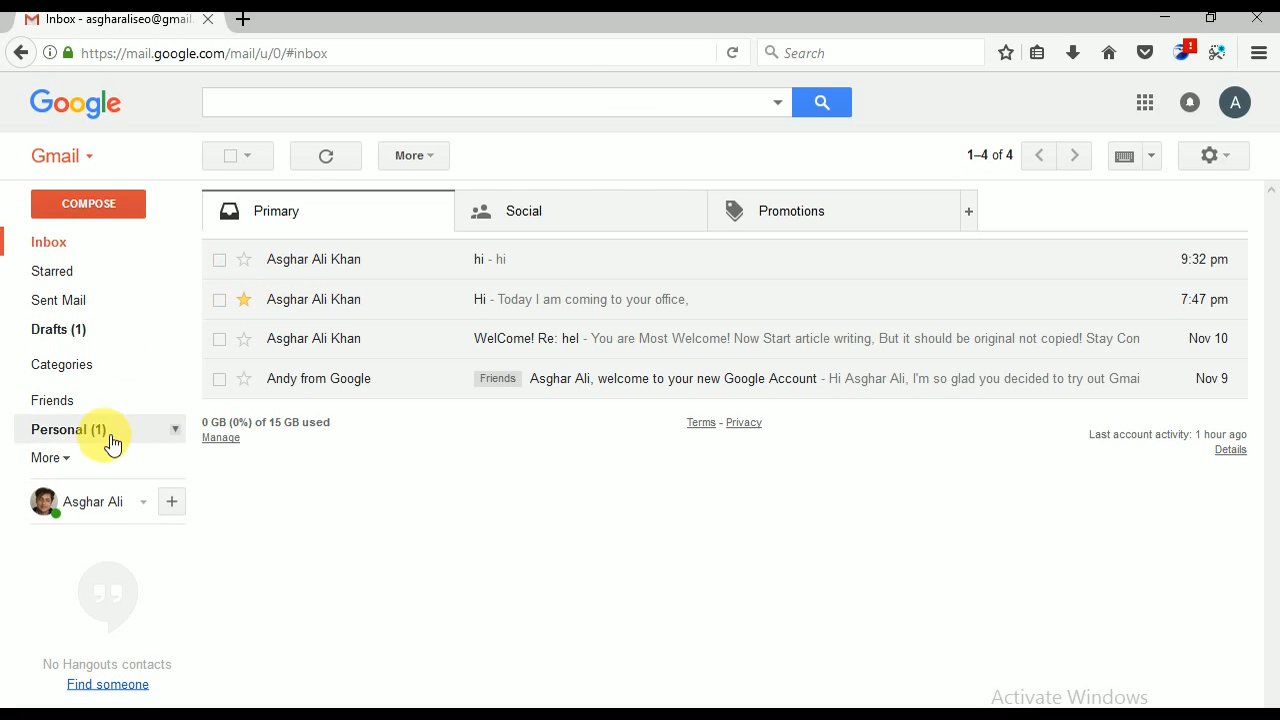 Inbox - asgharaliseo@gmail.
https://mail.google.com/mail/u/0/#inbox
Search
!
Google
A
Gmail
More
1–4 of 4
COMPOSE
Primary
Social
Promotions
+
Inbox
Starred
Sent Mail
Drafts (1)
Categories
Friends
Personal (1)
More
Asghar Ali Khan hi - hi 9:32 pm
Asghar Ali Khan Hi - Today I am coming to your office, 7:47 pm
Asghar Ali Khan WelCome! Re: hel - You are Most Welcome! Now Start article writing, But it should be original not copied! Stay Con Nov 10
Andy from Google Friends Asghar Ali, welcome to your new Google Account - Hi Asghar Ali, I'm so glad you decided to try out Gmai Nov 9
0 GB (0%) of 15 GB used
Manage
Terms - Privacy
Last account activity: 1 hour ago
Details
Asghar Ali
+
No Hangouts contacts
Find someone
Activate Windows